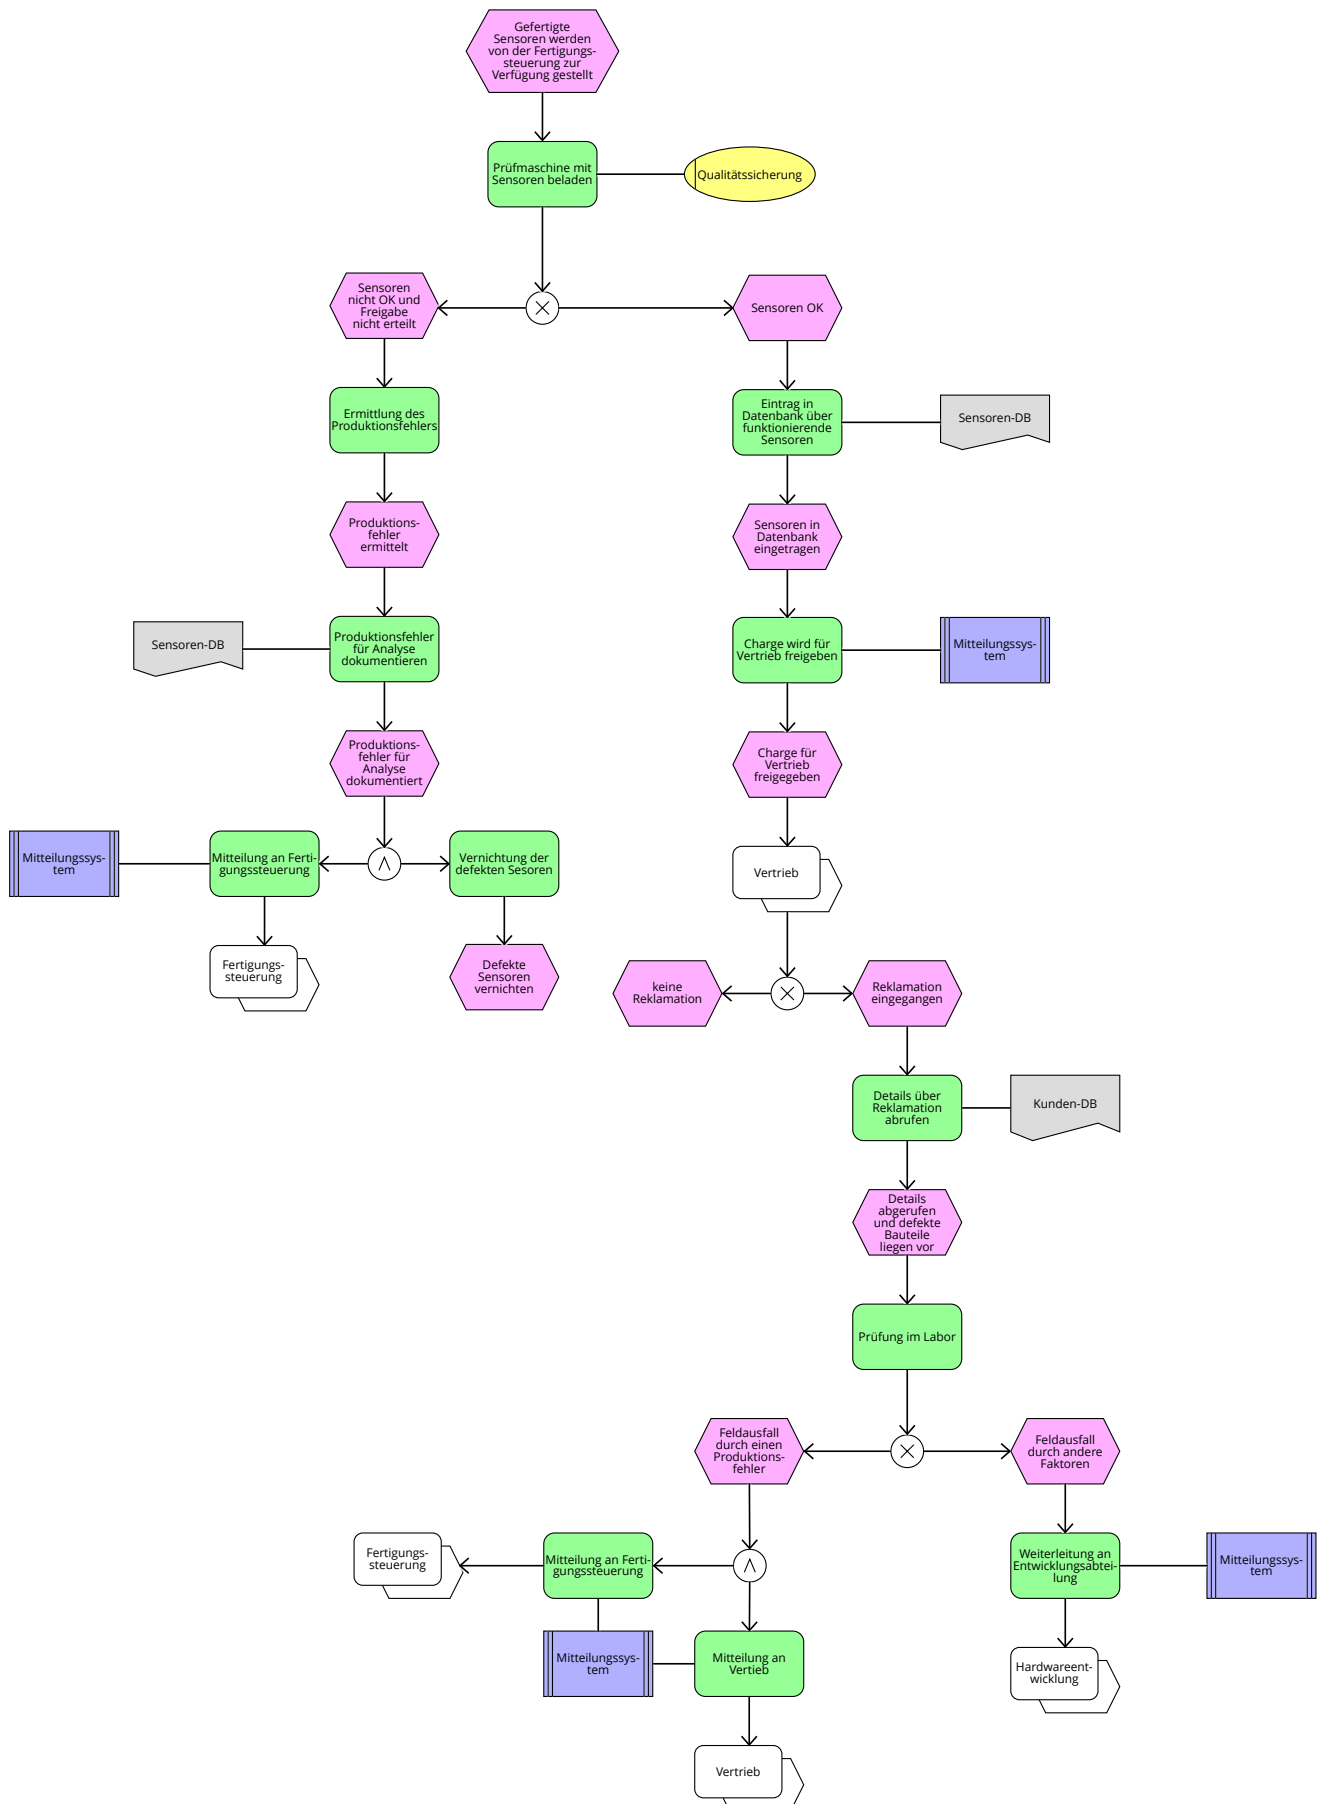 Gefertigte
Sensoren werden
von der Fertigungs-
steuerung zur
Verfügung gestellt
Prüfmaschine mit
Sensoren beladen
Qualitätssicherung
Sensoren
nicht OK und
Freigabe
nicht erteilt
Sensoren OK
Ermittlung des
Produktionsfehlers
Eintrag in
Datenbank über
funktionierende
Sensoren
Sensoren-DB
Produktions-
fehler
ermittelt
Sensoren in
Datenbank
eingetragen
Sensoren-DB
Produktionsfehler
für Analyse
dokumentieren
Charge wird für
Vertrieb freigeben
Mitteilungssys-
tem
Produktions-
fehler für
Analyse
dokumentiert
Charge für
Vertrieb
freigegeben
Mitteilungssys-
tem
Mitteilung an Ferti-
gungssteuerung
Vernichtung der
defekten Sesoren
Vertrieb
Fertigungs-
steuerung
Defekte
Sensoren
vernichten
keine
Reklamation
Reklamation
eingegangen
Details über
Reklamation
abrufen
Kunden-DB
Details
abgerufen
und defekte
Bauteile
liegen vor
Prüfung im Labor
Feldausfall
durch einen
Produktions-
fehler
Feldausfall
durch andere
Faktoren
Fertigungs-
steuerung
Mitteilung an Ferti-
gungssteuerung
Weiterleitung an
Entwicklungsabtei-
lung
Mitteilungssys-
tem
Mitteilungssys-
tem
Mitteilung an
Vertieb
Hardwareent-
wicklung
Vertrieb